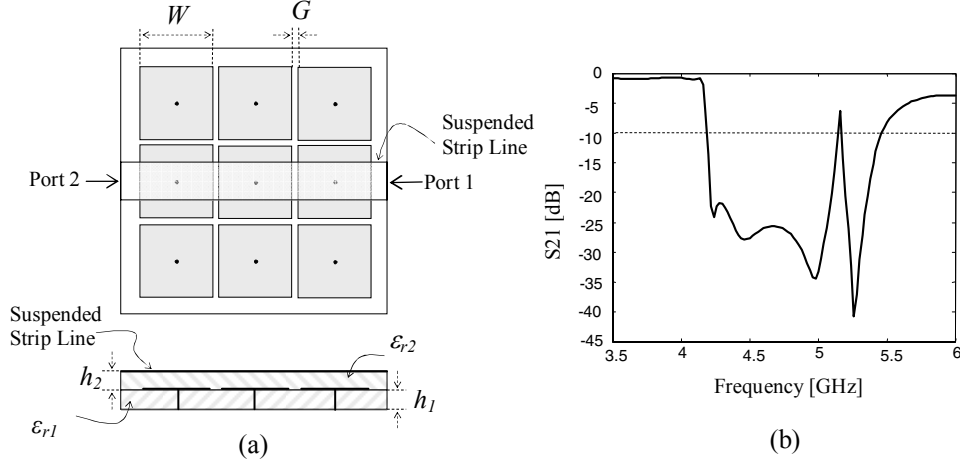 W
G
Suspended
Strip Line
Port 2
Port 1
Suspended
Strip Line
εr2
h2
h1
εr1
(a)
S21 [dB]
0
-5
-10
-15
-20
-25
-30
-35
-40
-45
3.5
4
4.5
5
5.5
6
Frequency [GHz]
(b)